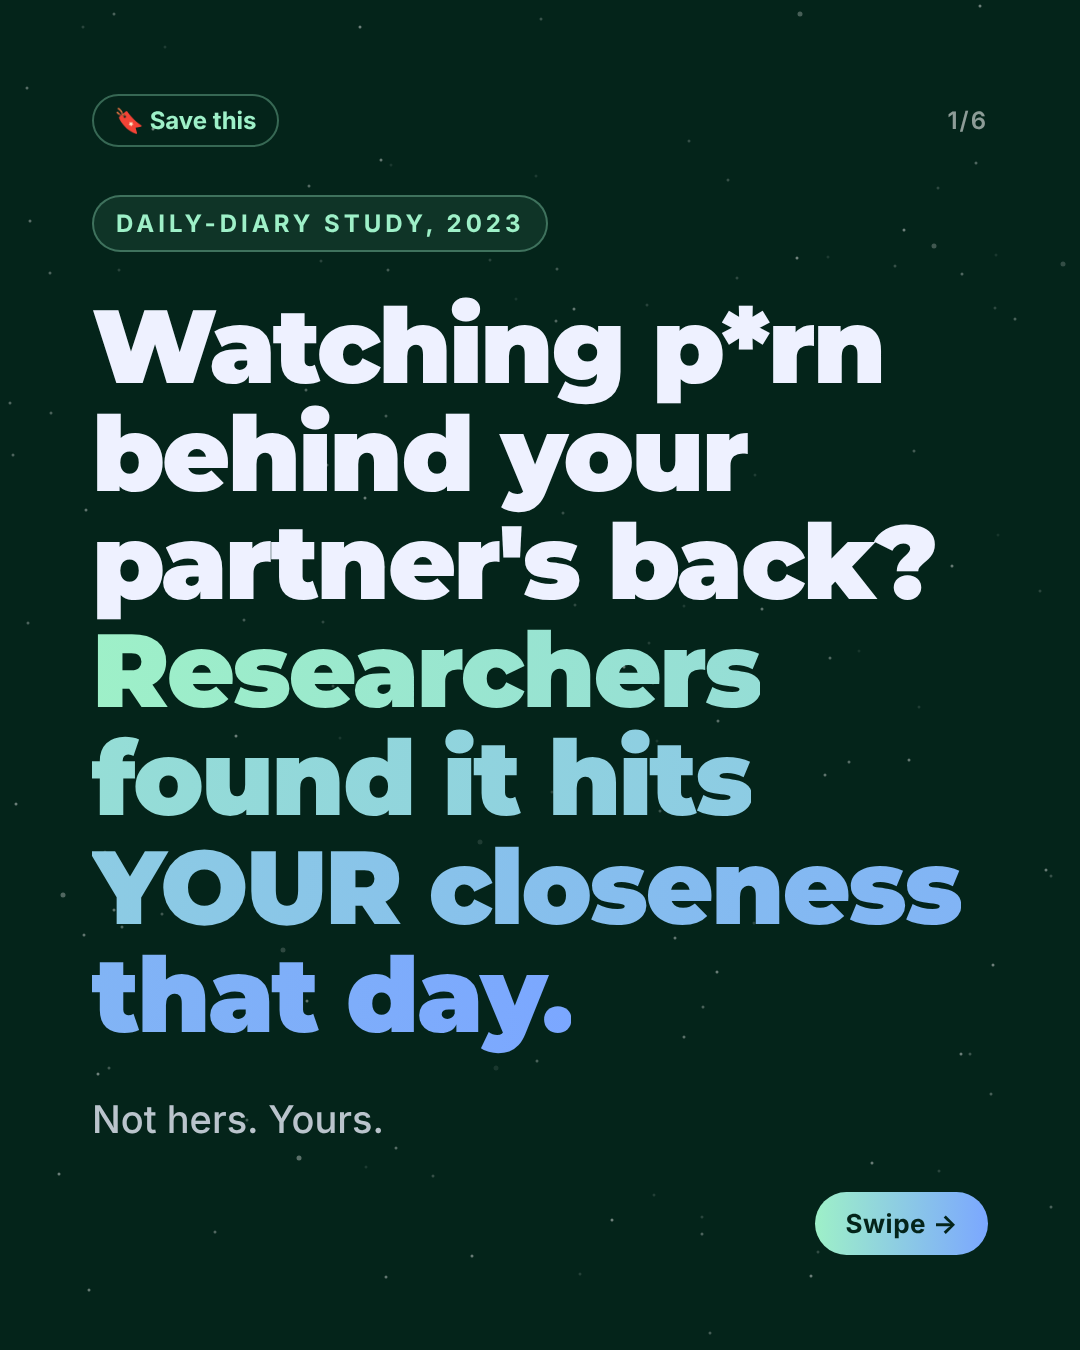 🔖 Save this
1/6
DAILY-DIARY STUDY, 2023
Watching p*rn
behind your
partner's back?
Researchers
found it hits
YOUR closeness
that day.
Not hers. Yours.
Swipe →